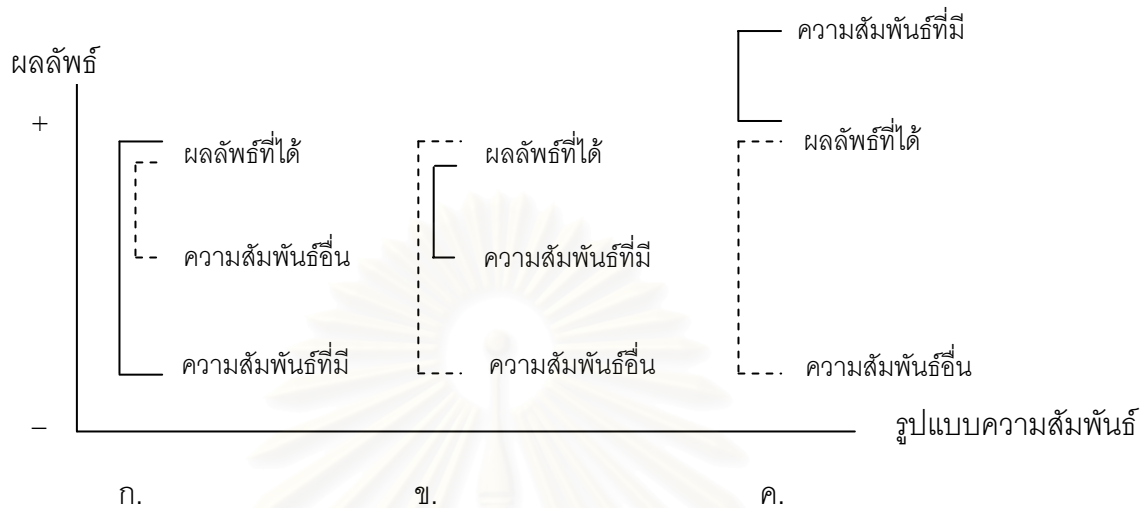 ความสัมพันธ์ที่มี
ผลลัพธ์
+
ผลลัพธ์ที่ได้
ผลลัพธ์ที่ได้
ผลลัพธ์ที่ได้
ความสัมพันธ์อื่น
ความสัมพันธ์ที่มี
ความสัมพันธ์ที่มี
ความสัมพันธ์อื่น
ความสัมพันธ์อื่น
–
รูปแบบความสัมพันธ์
ก.
ข.
ค.